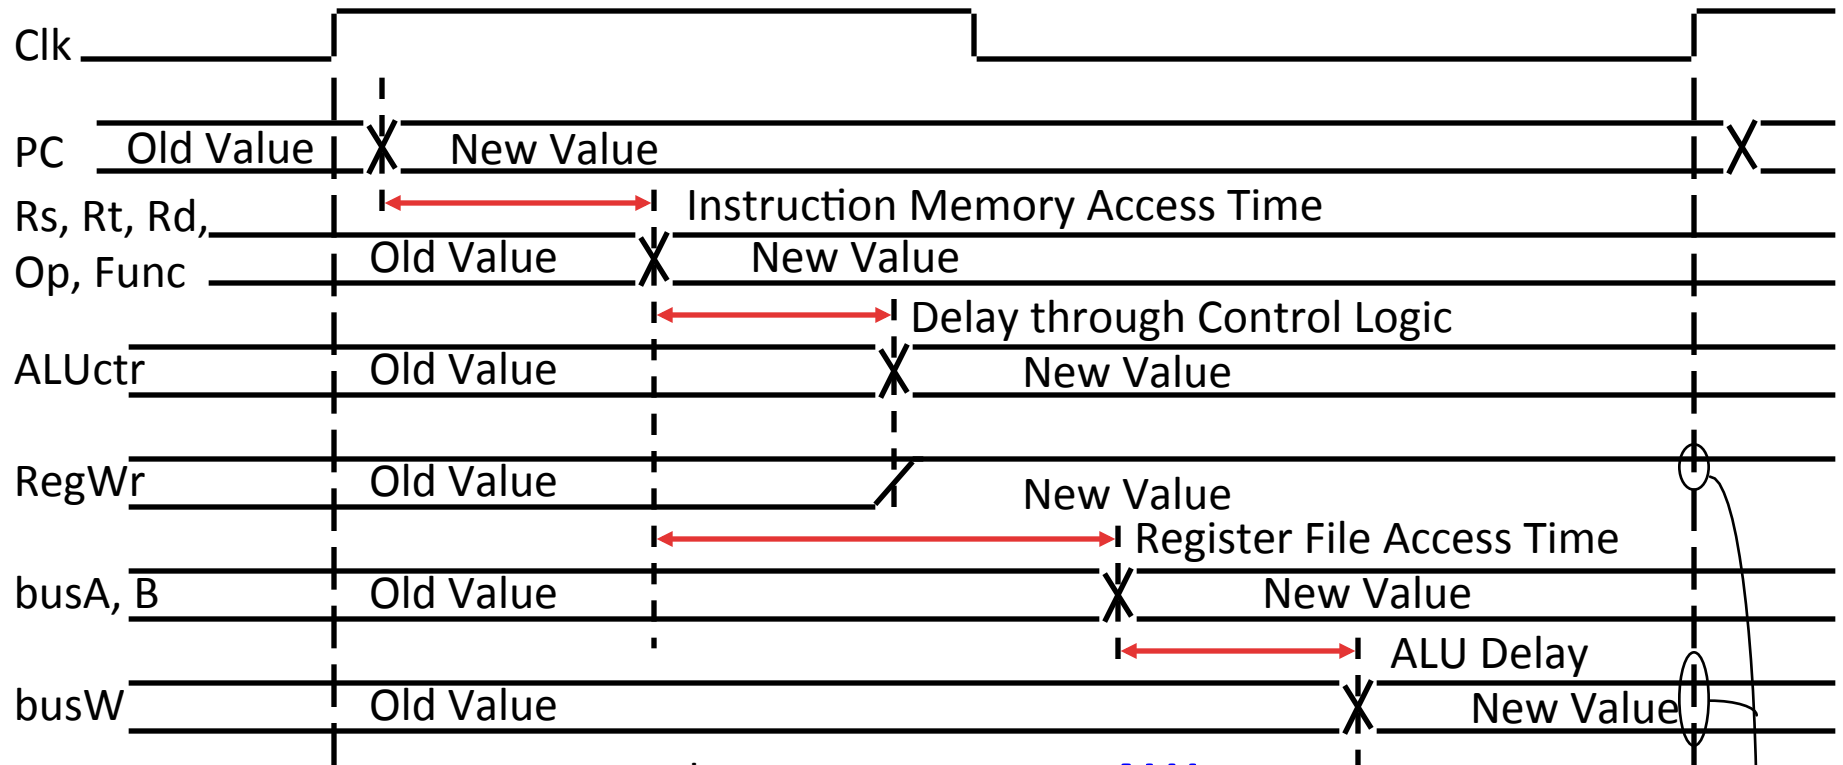 Clk
PC Old Value New Value
Instruction Memory Access Time
Rs, Rt, Rd,
Op, Func Old Value New Value
Delay through Control Logic
ALUctr Old Value New Value
RegWr Old Value New Value
Register File Access Time
busA, B Old Value New Value
ALU Delay
busW Old Value New Value